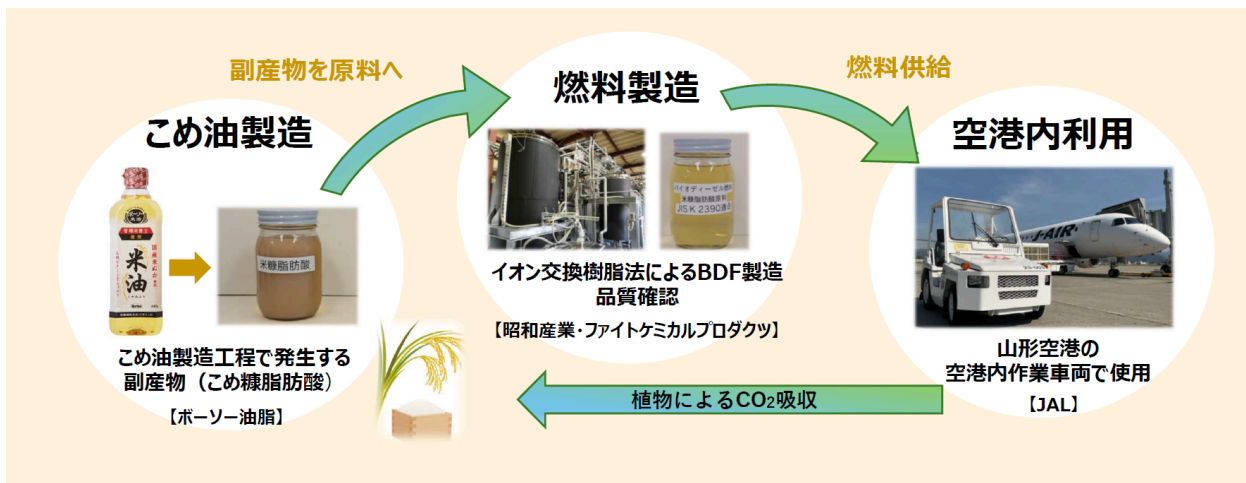 副産物を原料へ
燃料供給
こめ油製造
燃料製造
空港内利用
米油
米糠脂肪酸
バイオディーゼル燃料
米糠脂肪酸原料
JIS K 2390適合
J-AIR
こめ油製造工程で発生する
副産物（こめ糠脂肪酸）
【ボーソー油脂】
イオン交換樹脂法によるBDF製造
品質確認
【昭和産業・ファイトケミカルプロダクツ】
山形空港の
空港内作業車両で使用
【JAL】
植物によるCO₂吸収